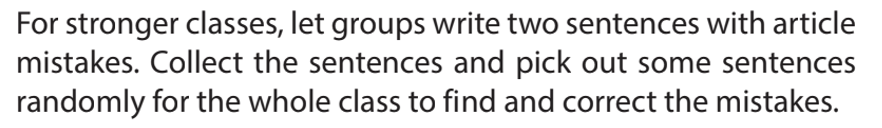 For stronger classes, let groups write two sentences with article
mistakes. Collect the sentences and pick out some sentences
randomly for the whole class to find and correct the mistakes.